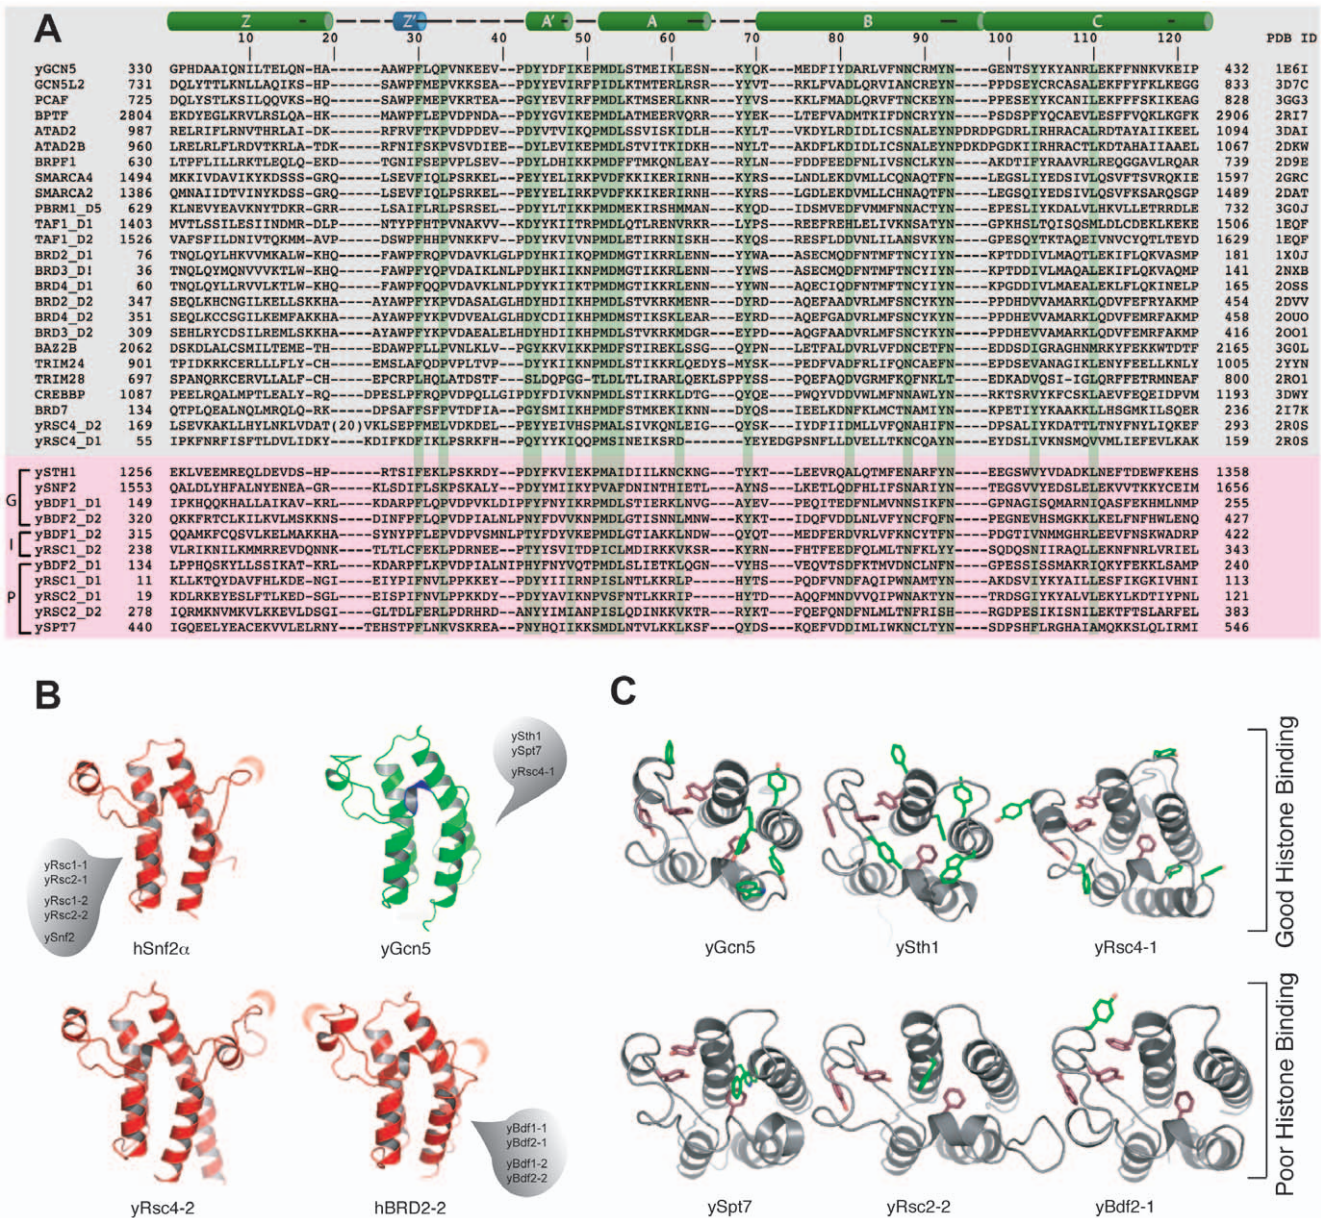 A
Z Z' A' A B C
10 20 30 40 50 60 70 80 90 100 110 120 PDB ID
yGCN5 330 GPHDAAIQNILTELQN-HA-----AAWPFLQPVNKEEV--PDYYDFIKEPMDLSTMEIKLESN---KYQK---MEDFIYDARLVFNNCRMYN----GENTSYYKYANRLEKFFNNKVKEIP 432 1E6I
GCN5L2 731 DQLYTTLKNLLAQIKS-HP-----SAWPFMEPVKKSEA--PDYYEVIRFPIDLKTMTERLRSR---YYVT---RKLFVADLQRVIANCREYN----PPDSEYCRCASALEKFFYFKLKEGG 833 3D7C
PCAF 725 DQLYSTLKSILQQVKS-HQ-----SAWPFMEPVKRTEA--PGYYEVIRFPMDLKTMSERLKNR---YYVS---KKLFMADLQRVFTNCKEYN----PPESEYYKCANILEKFFFSKIKEAG 828 3GG3
BPTF 2804 EKDYEGLKRVLRSLQA-HK-----MAWPFLEPVDPNDA--PDYYGVIKEPMDLATMEERVQRR---YYEK---LTEFVADMTKIFDNCRYYN----PSDSPFYQCAEVLESFFVQKLKGFK 2906 2RI7
ATAD2 987 RELRIFLRNVTHRLAI-DK-----RFRVFTKPVDPDEV--PDYVTVIKQPMDLSSVISKIDLH---KYLT---VKDYLRDIDLICSNALEYNPDRDPGDRLIRHRACALRDTAYAIIKEEL 1094 3DAI
ATAD2B 960 LRELRLFLRDVTKRLA-TDK-----RFNIFSKPVSVDIEE--DYLEVIKEPMDLSTVITKIDKH---NYLT---AKDFLKDIDLICSNALEYNPDKDPGDKIIRHRACTLKDTAHAIIAAEL 1067 2DKW
BRPF1 630 LTPFLILLRKTLEQLQ-EKD-----TGNIFSEPVPLSEV--PDYLDHIKKPMDFFTMKQNLEAY---RYLN---FDDFEEDFNLIVSNCLKYN----AKDTIFYRAAVRLREQGGAVLRQAR 739 2D9E
SMARCA4 1494 MKKIVDAVIKYKDSSS-GRQ-----LSEVFIQLPSRKEL--PEYYELIRKPVDFKKIKERIRNH---KYRS---LNDLEKDVMLLCQNAQTFN----LEGSLIYEDSIVLQSVFTSVRQKIE 1597 2GRC
SMARCA2 1386 QMNAIIDTVINYKDSS-GRQ-----LSEVFIQLPSRKEL--PEYYELIRKPVDFKKIKERIRNH---KYRS---LGDLEKDVMLLCHNAQTFN----LEGSQIYEDSIVLQSVFKSARQSGP 1489 2DAT
PBRM1_D5 629 KLNEVYEAVKNYTDKR-GRR-----LSAIFLRLPSRSEL--PDYYLTIKKPMDMEKIRSHMMAN---KYQD---IDSMVEDFVMMFNNACTYN----EPESLIYKDALVLHKVLLETRRDLE 732 3G0J
TAF1_D1 1403 MVTLSSILESIINDMR-DLP-----NTYPFHTPVNAKVV--KDYYKIITRPMDLQTLRENVRKR---LYPS---REEFREHLELIVKNSATYN----GPKHSLTQISQSMLDLCDEKLKEKE 1506 1EQF
TAF1_D2 1526 VAFSFILDNIVTQKMM-AVP-----DSWPFHHPVNKKFV--PDYYKVIVNPMDLETIRKNISKH---KYQS---RESFLDDVNLILANSVKYN----GPESQYTKTAQEIVNVCYQTLTEYD 1629 1EQF
BRD2_D1 76 TNQLQYLHKVVMKALW-KHQ-----FAWPFRQPVDAVKLGLPDYHKIIKQPMDMGTIKRRLENN---YYWA---ASECMQDFNTMFTNCYIYN----KPTDDIVLMAQTLEKIFLQKVASMP 181 1X0J
BRD3_D! 36 TNQLQYMQNVVVKTLW-KHQ-----FAWPFYQPVDAIKLNLPDYHKIIKNPMDMGTIKKRLENN---YYWS---ASECMQDFNTMFTNCYIYN----KPTDDIVLMAQALEKIFLQKVAQMP 141 2NXB
BRD4_D1 60 TNQLQYLLRVVLKTLW-KHQ-----FAWPFQQPVDAVKLNLPDYYKIIKTPMDMGTIKKRLENN---YYWN---AQECIQDFNTMFTNCYIYN----KPGDDIVLMAEALEKLFLQKINELP 165 2OSS
BRD2_D2 347 SEQLKHCNGILKELLSKKHA-----AYAWPFYKPVDASALGLHDYHDIIKHPMDLSTVKRKMENR---DYRD---AQEFAADVRLMFSNCYKYN----PPDHDVVAMARKLQDVFEFRYAKMP 454 2DVV
BRD4_D2 351 SEQLKCCSGILKEMFAKKHA-----AYAWPFYKPVDVEALGLHDYCDIIKHPMDMSTIKSKLEAR---EYRD---AQEFGADVRLMFSNCYKYN----PPDHEVVAMARKLQDVFEMRFAKMP 458 2OUO
BRD3_D2 309 SEHLRYCDSILREMLSKKHA-----AYAWPFYKPVDAEALELHDYHDIIKHPMDLSTVKRKMDGR---EYPD---AQGFAADVRLMFSNCYKYN----PPDHEVVAMARKLQDVFEMRFAKMP 416 2OO1
BAZ2B 2062 DSKDLALCSMILTEME-TH-----EDAWPFLLPVNLKLV--PGYKKVIKKPMDFSTIREKLSSG---QYPN---LETFALDVRLVFDNCETFN----EDDSDIGRAGHNMRKYFEKKWTDTF 2165 3G0L
TRIM24 901 TPIDKRKCERLLLFLY-CH-----EMSLAFQDPVPLTVP---DYYKIIKNPMDLSTIKKRLQEDYS-MYSK---PEDFVADFRLIFQNCAEFN----EPDSEVANAGIKLENYFEELLKNLY 1005 2YYN
TRIM28 697 SPANQRKCERVLLALF-CH-----EPCRPLHQLATDSTF---SLDQPGG-TLDLTLIRARLQEKLSPPYSS---PQEFAQDVGRMFKQFNKLT----EDKADVQSI-IGLQRFFETRMNEAF 800 2RO1
CREBBP 1087 PEELRQALMPTLEALY-RQ-----DPESLPFRQPVDPQLLGIPDYFDIVKNPMDLSTIKRKLDTG---QYQE---PWQYVDDVWLMFNNAWLYN----RKTSRVYKFCSKLAEVFEQEIDPVM 1193 3DWY
BRD7 134 QTPLQEALNQLMRQLQ-RK-----DPSAFFSFPVTDFIA--PGYSMIIKHPMDFSTMKEKIKNN---DYQS---IEELKDNFKLMCTNAMIYN----KPETIYYKAAKKLLHSGMKILSQER 236 2I7K
yRSC4_D2 169 LSEVKAKLLHYLNKLVDAT(20)VKLSEPFMELVDKDEL--PEYYEIVHSPMALSIVKQNLEIG---QYSK---IYDFIIDMLLVFQNAHIFN----DPSALIYKDATTLTNYFNYLIQKEF 293 2R0S
yRSC4_D1 55 IPKFNRIFSFTLDVLIDKY----KDIFKDFIKLPSRKFH--PQYYYKIQQPMSINEIKSRD------YEYEDGPSNFLLDVELLTKNCQAYN----EYDSLIVKNSMQVVMLIEFEVLKAK 159 2R0S
G
I
P
ySTH1 1256 EKLVEEMREQLDEVDS-HP-----RTSIFEKLPSKRDY--PDYFKVIEKPMAIDIILKNCKNG---TYKT---LEEVRQALQTMFENARFYN----EEGSWVYVDADKLNEFTDEWFKEHS 1358
ySNF2 1553 QALDLYHFALNYENEA-GR-----KLSDIFLSKPSKALY--PDYYMIIKYPVAFDNINTHIETL---AYNS---LKETLQDFHLIFSNARIYN----TEGSVVYEDSLELEKVVTKKYCEIM 1656
yBDF1_D1 149 IPKHQQKHALLAIKAV-KRL-----KDARPFLQPVDPVKLDIPFYFNYIKRPMDLSTIERKLNVG---AYEV---PEQITEDFNLMVNNSIKFN----GPNAGISQMARNIQASFEKHMLNMP 255
yBDF2_D2 320 QKKFRTCLKILKVLMSKKNS-----DINFPFLQPVDPIALNLPNYFDVVKNPMDLGTISNNLMNW---KYKT---IDQFVDDLNLVFYNCFQFN----PEGNEVHSMGKKLKELFNFHWLENQ 427
yBDF1_D2 315 QQAMKFCQSVLKELMAKKHA-----SYNYPFLEPVDPVSMNLPTYFDYVKEPMDLGTIAKKLNDW---QYQT---MEDFERDVRLVFKNCYTFN----PDGTIVNMMGHRLEEVFNSKWADRP 422
yRSC1_D2 238 VLRIKNILKMMRREVDQNNK-----TLTLCFEKLPDRNEE--PTYYSVITDPICLMDIRKKVKSR---KYRN---FHTFEEDFQLMLTNFKLYY----SQDQSNIIRAQLLEKNFNRLVRIEL 343
yBDF2_D1 134 LPPHQSKYLLSSIKAT-KRL-----KDARPFLKPVDPIALNIPHYFNYVQTPMDLSLIETKLQGN---VYHS---VEQVTSDFKTMVDNCLNFN----GPESSISSMAKRIQKYFEKKLSAMP 240
yRSC1_D1 11 KLLKTQYDAVFHLKDE-NGI-----EIYPIFNVLPPKKEY--PDYYIIIRNPISLNTLKKRLP-----HYTS---PQDFVNDFAQIPWNAMTYN----AKDSVIYKYAILLESFIKGKIVHNI 113
yRSC2_D1 19 KDLRKEYESLFTLKED-SGL-----EISPIFNVLPPKKDY--PDYYAVIKNPVSFNTLKKRIP-----HYTD---AQQFMNDVVQIPWNAKTYN----TRDSGIYKYALVLEKYLKDTIYPNL 121
yRSC2_D2 278 IQRMKNVMKVLKKEVLDSGI-----GLTDLFERLPDRHRD--ANYYIMIANPISLQDINKKVKTR---RYKT---FQEFQNDFNLMLTNFRISH----RGDPESIKISNILEKTFTSLARFEL 383
ySPT7 440 IGQEELYEACEKVVLELRNY----TEHSTPFLNKVSKREA--PNYHQIIKKSMDLNTVLKKLKSF---QYDS---KQEFVDDIMLIWKNCLTYN----SDPSHFLRGHAIAMQKKSLQLIRMI 546
B
yRsc1-1
yRsc2-1
yRsc1-2
yRsc2-2
ySnf2
hSnf2α
ySth1
ySpt7
yRsc4-1
yGcn5
yRsc4-2
hBRD2-2
yBdf1-1
yBdf2-1
yBdf1-2
yBdf2-2
C
yGcn5 ySth1 yRsc4-1
Good Histone Binding
ySpt7 yRsc2-2 yBdf2-1
Poor Histone Binding